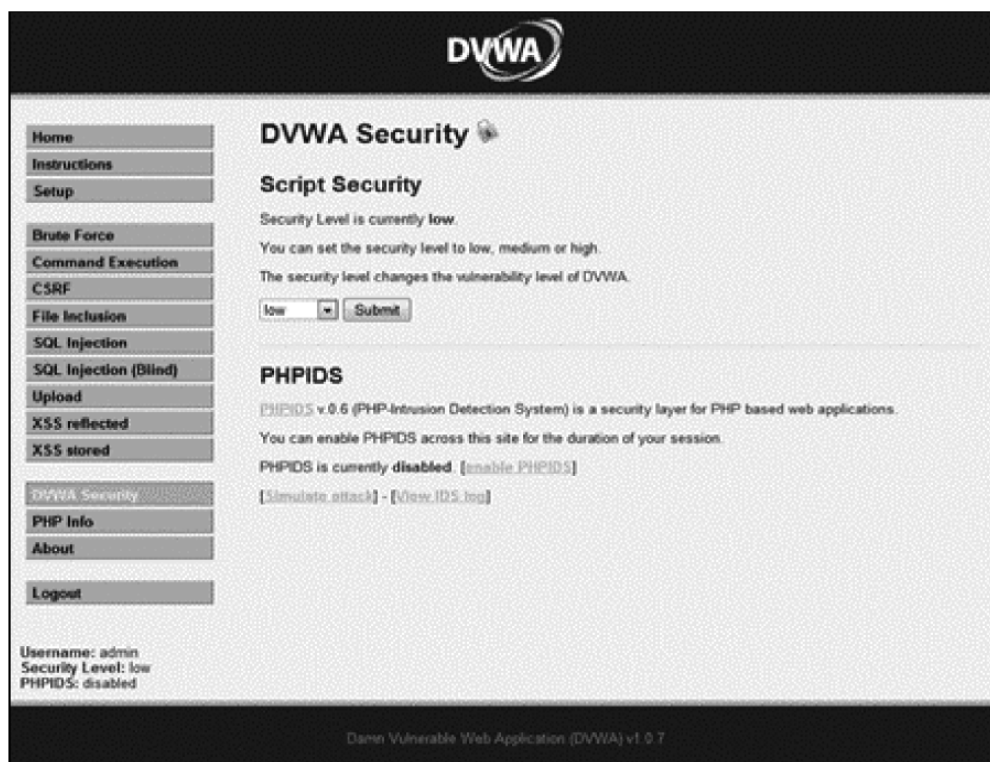 DVWA
Home
Instructions
Setup
Brute Force
Command Execution
CSRF
File Inclusion
SQL Injection
SQL Injection (Blind)
Upload
XSS reflected
XSS stored
DVWA Security
PHP Info
About
Logout
Username: admin
Security Level: low
PHPIDS: disabled
DVWA Security
Script Security
Security Level is currently low.
You can set the security level to low, medium or high.
The security level changes the vulnerability level of DVWA.
low
Submit
PHPIDS
PHPIDS v.0.6 (PHP-Intrusion Detection System) is a security layer for PHP based web applications.
You can enable PHPIDS across this site for the duration of your session.
PHPIDS is currently disabled. [enable PHPIDS]
[Simulate attack] - [View IDS log]
Damn Vulnerable Web Application (DVWA) v1.0.7